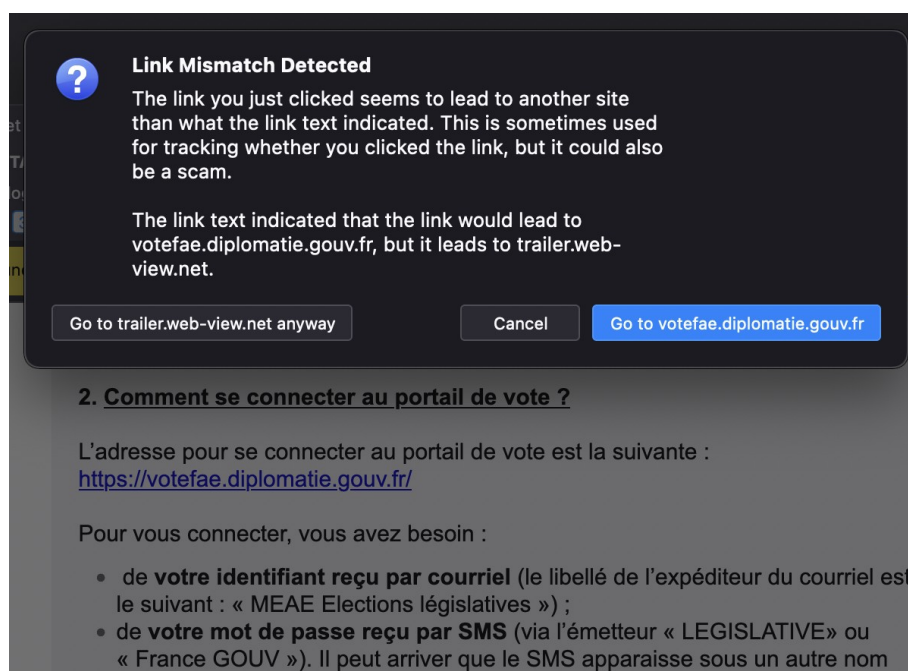 Link Mismatch Detected
The link you just clicked seems to lead to another site
than what the link text indicated. This is sometimes used
for tracking whether you clicked the link, but it could also
be a scam.
The link text indicated that the link would lead to
votefae.diplomatie.gouv.fr, but it leads to trailer.web-
view.net.
Go to trailer.web-view.net anyway Cancel Go to votefae.diplomatie.gouv.fr
2. Comment se connecter au portail de vote ?
L’adresse pour se connecter au portail de vote est la suivante :
https://votefae.diplomatie.gouv.fr/
Pour vous connecter, vous avez besoin :
• de votre identifiant reçu par courriel (le libellé de l’expéditeur du courriel est
le suivant : « MEAE Elections législatives ») ;
• de votre mot de passe reçu par SMS (via l’émetteur « LEGISLATIVE» ou
« France GOUV »). Il peut arriver que le SMS apparaisse sous un autre nom